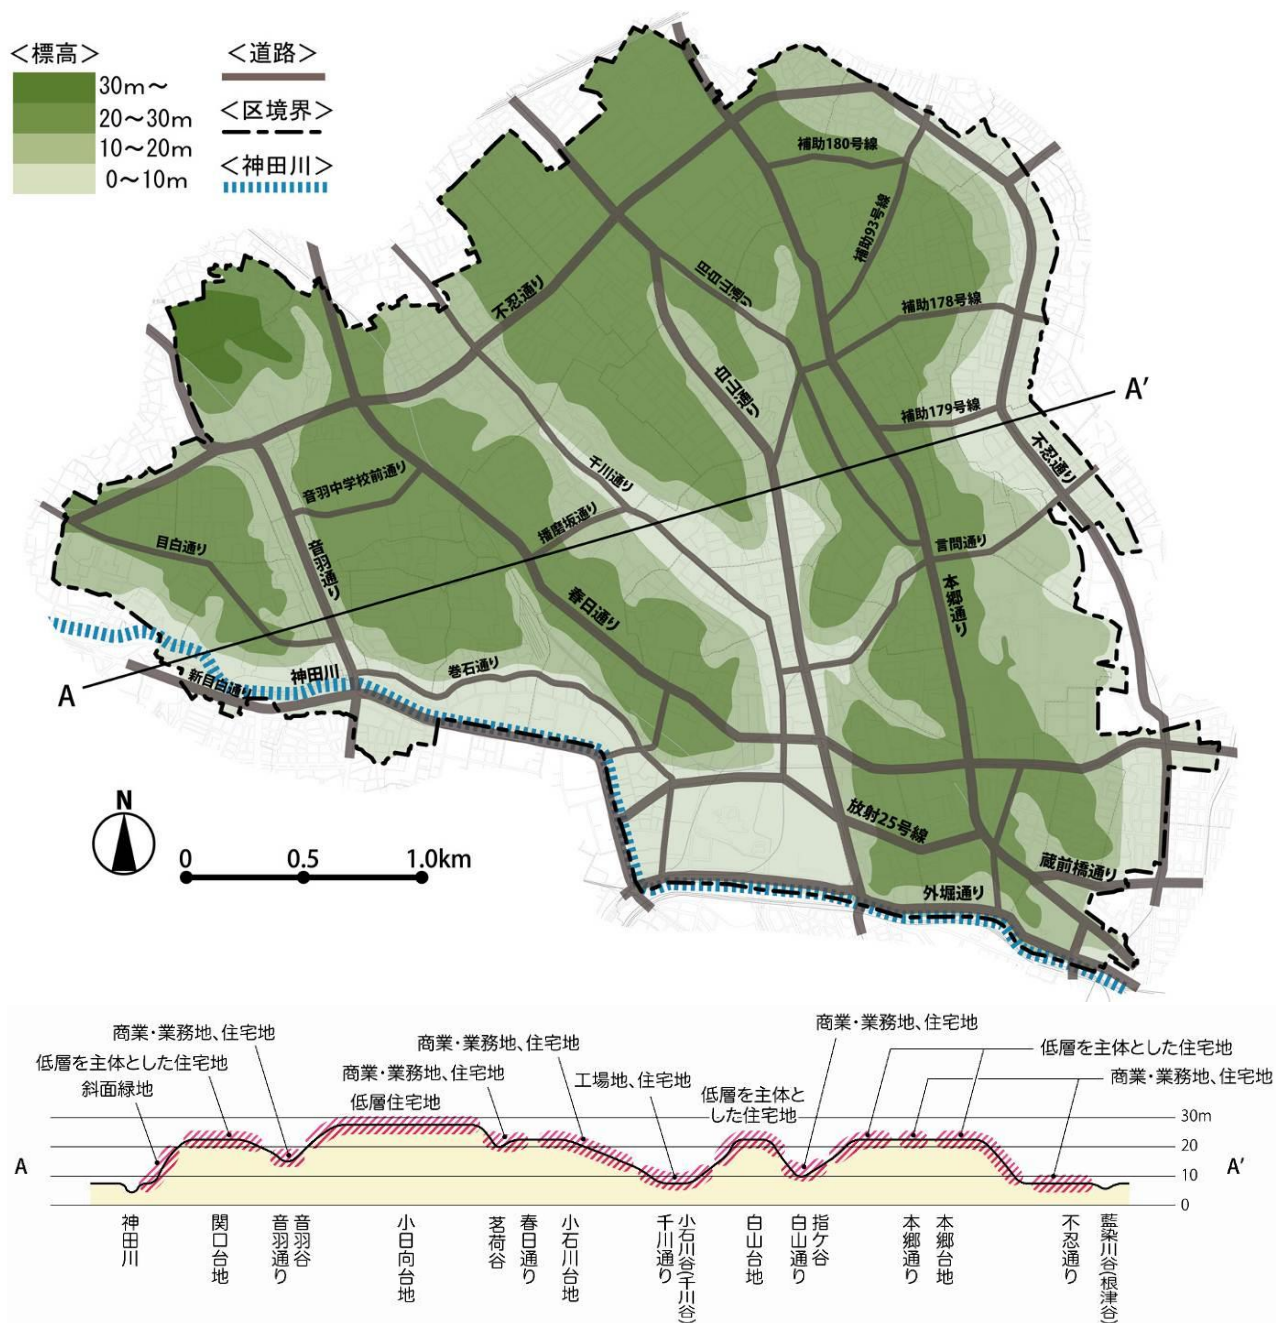 ＜標高＞
30ｍ～
20～30ｍ
10～20ｍ
0～10ｍ
＜道路＞
＜区境界＞
＜神田川＞
補助180号線
補助93号線
旧白山通り
不忍通り
補助178号線
白山通り
A'
補助179号線
不忍通り
千川通り
音羽中学校前通り
播磨坂通り
目白通り
音羽通り
言問通り
本郷通り
春日通り
神田川
巻石通り
新目白通り
A
N
0 0.5 1.0km
放射25号線
蔵前橋通り
外堀通り
商業・業務地、住宅地
低層を主体とした住宅地
斜面緑地
商業・業務地、住宅地
商業・業務地、住宅地
低層住宅地
工場地、住宅地
低層を主体と
した住宅地
商業・業務地、住宅地
低層を主体とした住宅地
商業・業務地、住宅地
30m
20
10
0
A
A'
神田川
関口台地
音羽通り
音羽谷
小日向台地
茗荷谷
春日通り
小石川台地
千川通り
小石川谷(千川谷)
白山台地
白山通り
指ケ谷
本郷通り
本郷台地
不忍通り
藍染川谷(根津谷)